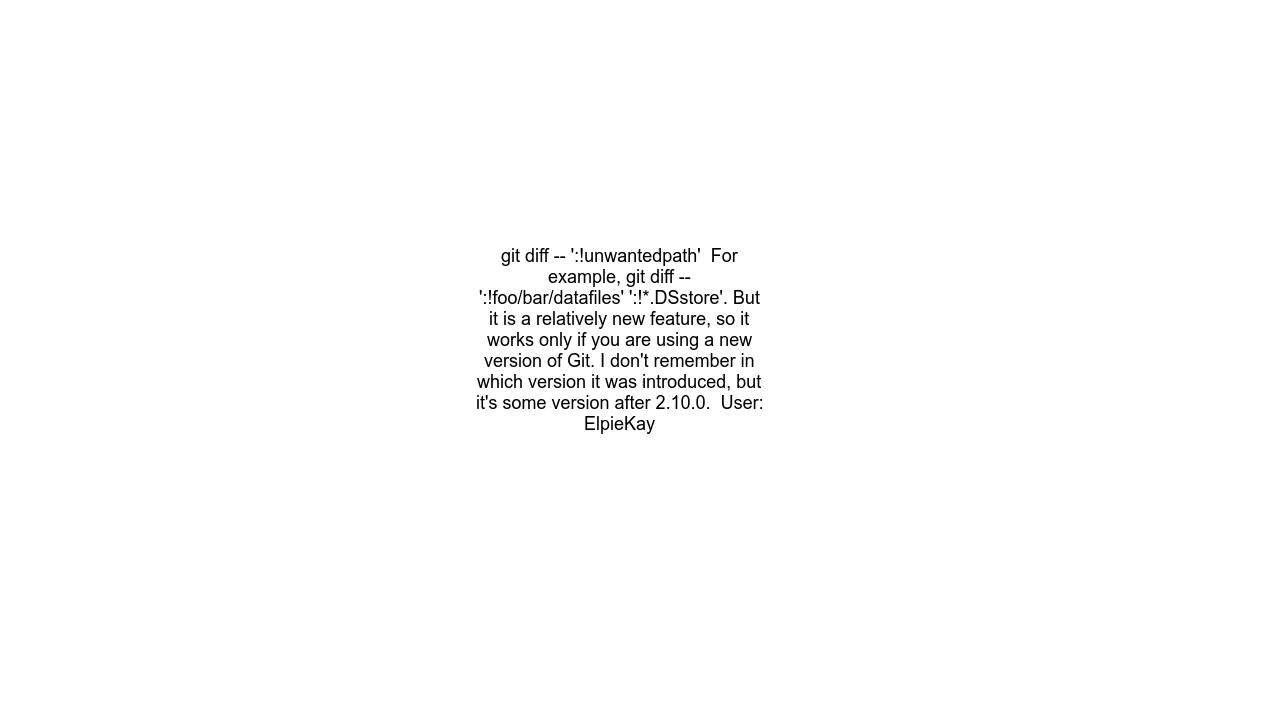 git diff -- ':!unwantedpath'  For
example, git diff --
':!foo/bar/datafiles' ':!*.DSstore'. But
it is a relatively new feature, so it
works only if you are using a new
version of Git. I don't remember in
which version it was introduced, but
it's some version after 2.10.0.  User:
ElpieKay